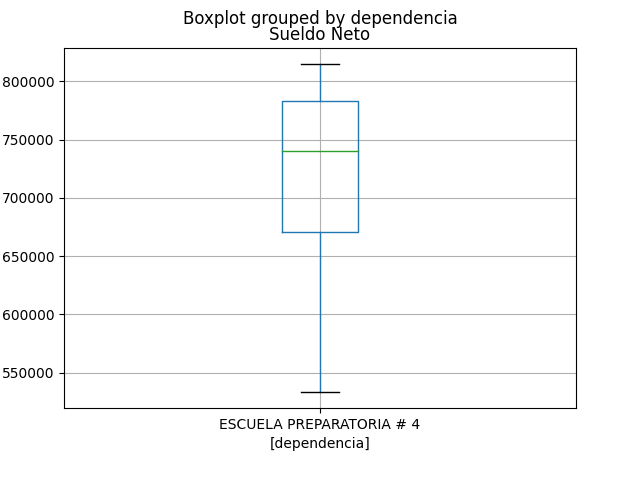 Boxplot grouped by dependencia
Sueldo Neto
800000
750000
700000
650000
600000
550000
ESCUELA PREPARATORIA # 4
[dependencia]